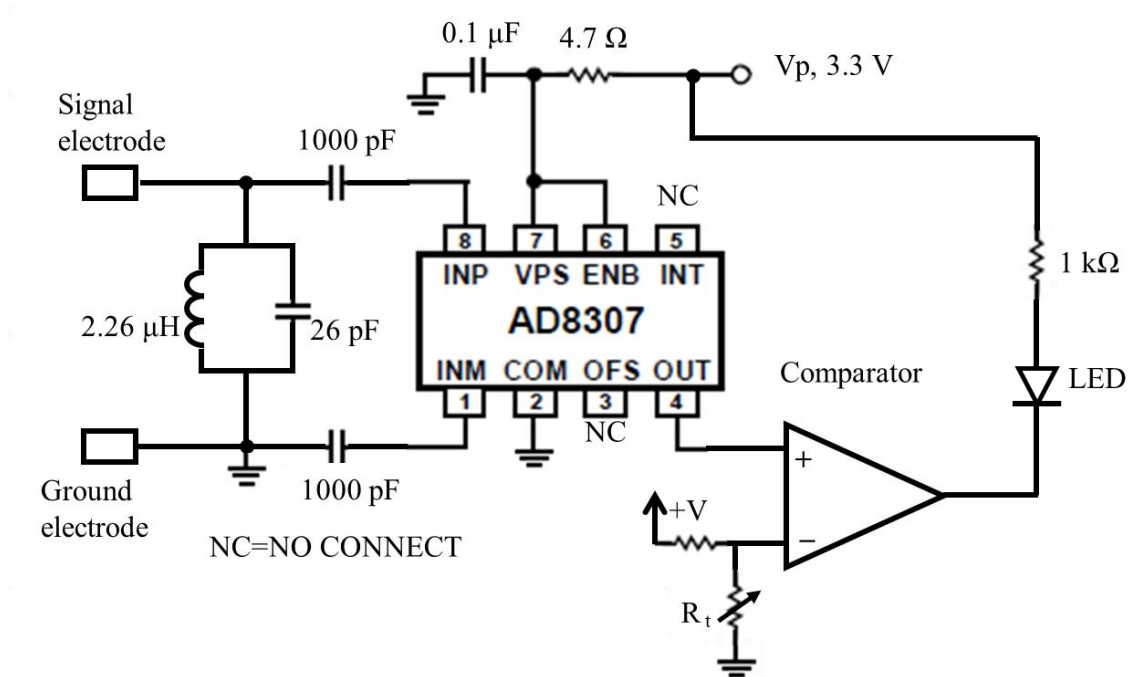 0.1 μF
4.7 Ω
Vp, 3.3 V
Signal
electrode
1000 pF
NC
8
7
6
5
INP
VPS
ENB
INT
AD8307
1 kΩ
2.26 μH
26 pF
INM
COM
OFS
OUT
Comparator
LED
1
2
3
4
NC
+
Ground
electrode
1000 pF
+V
−
NC=NO CONNECT
R t